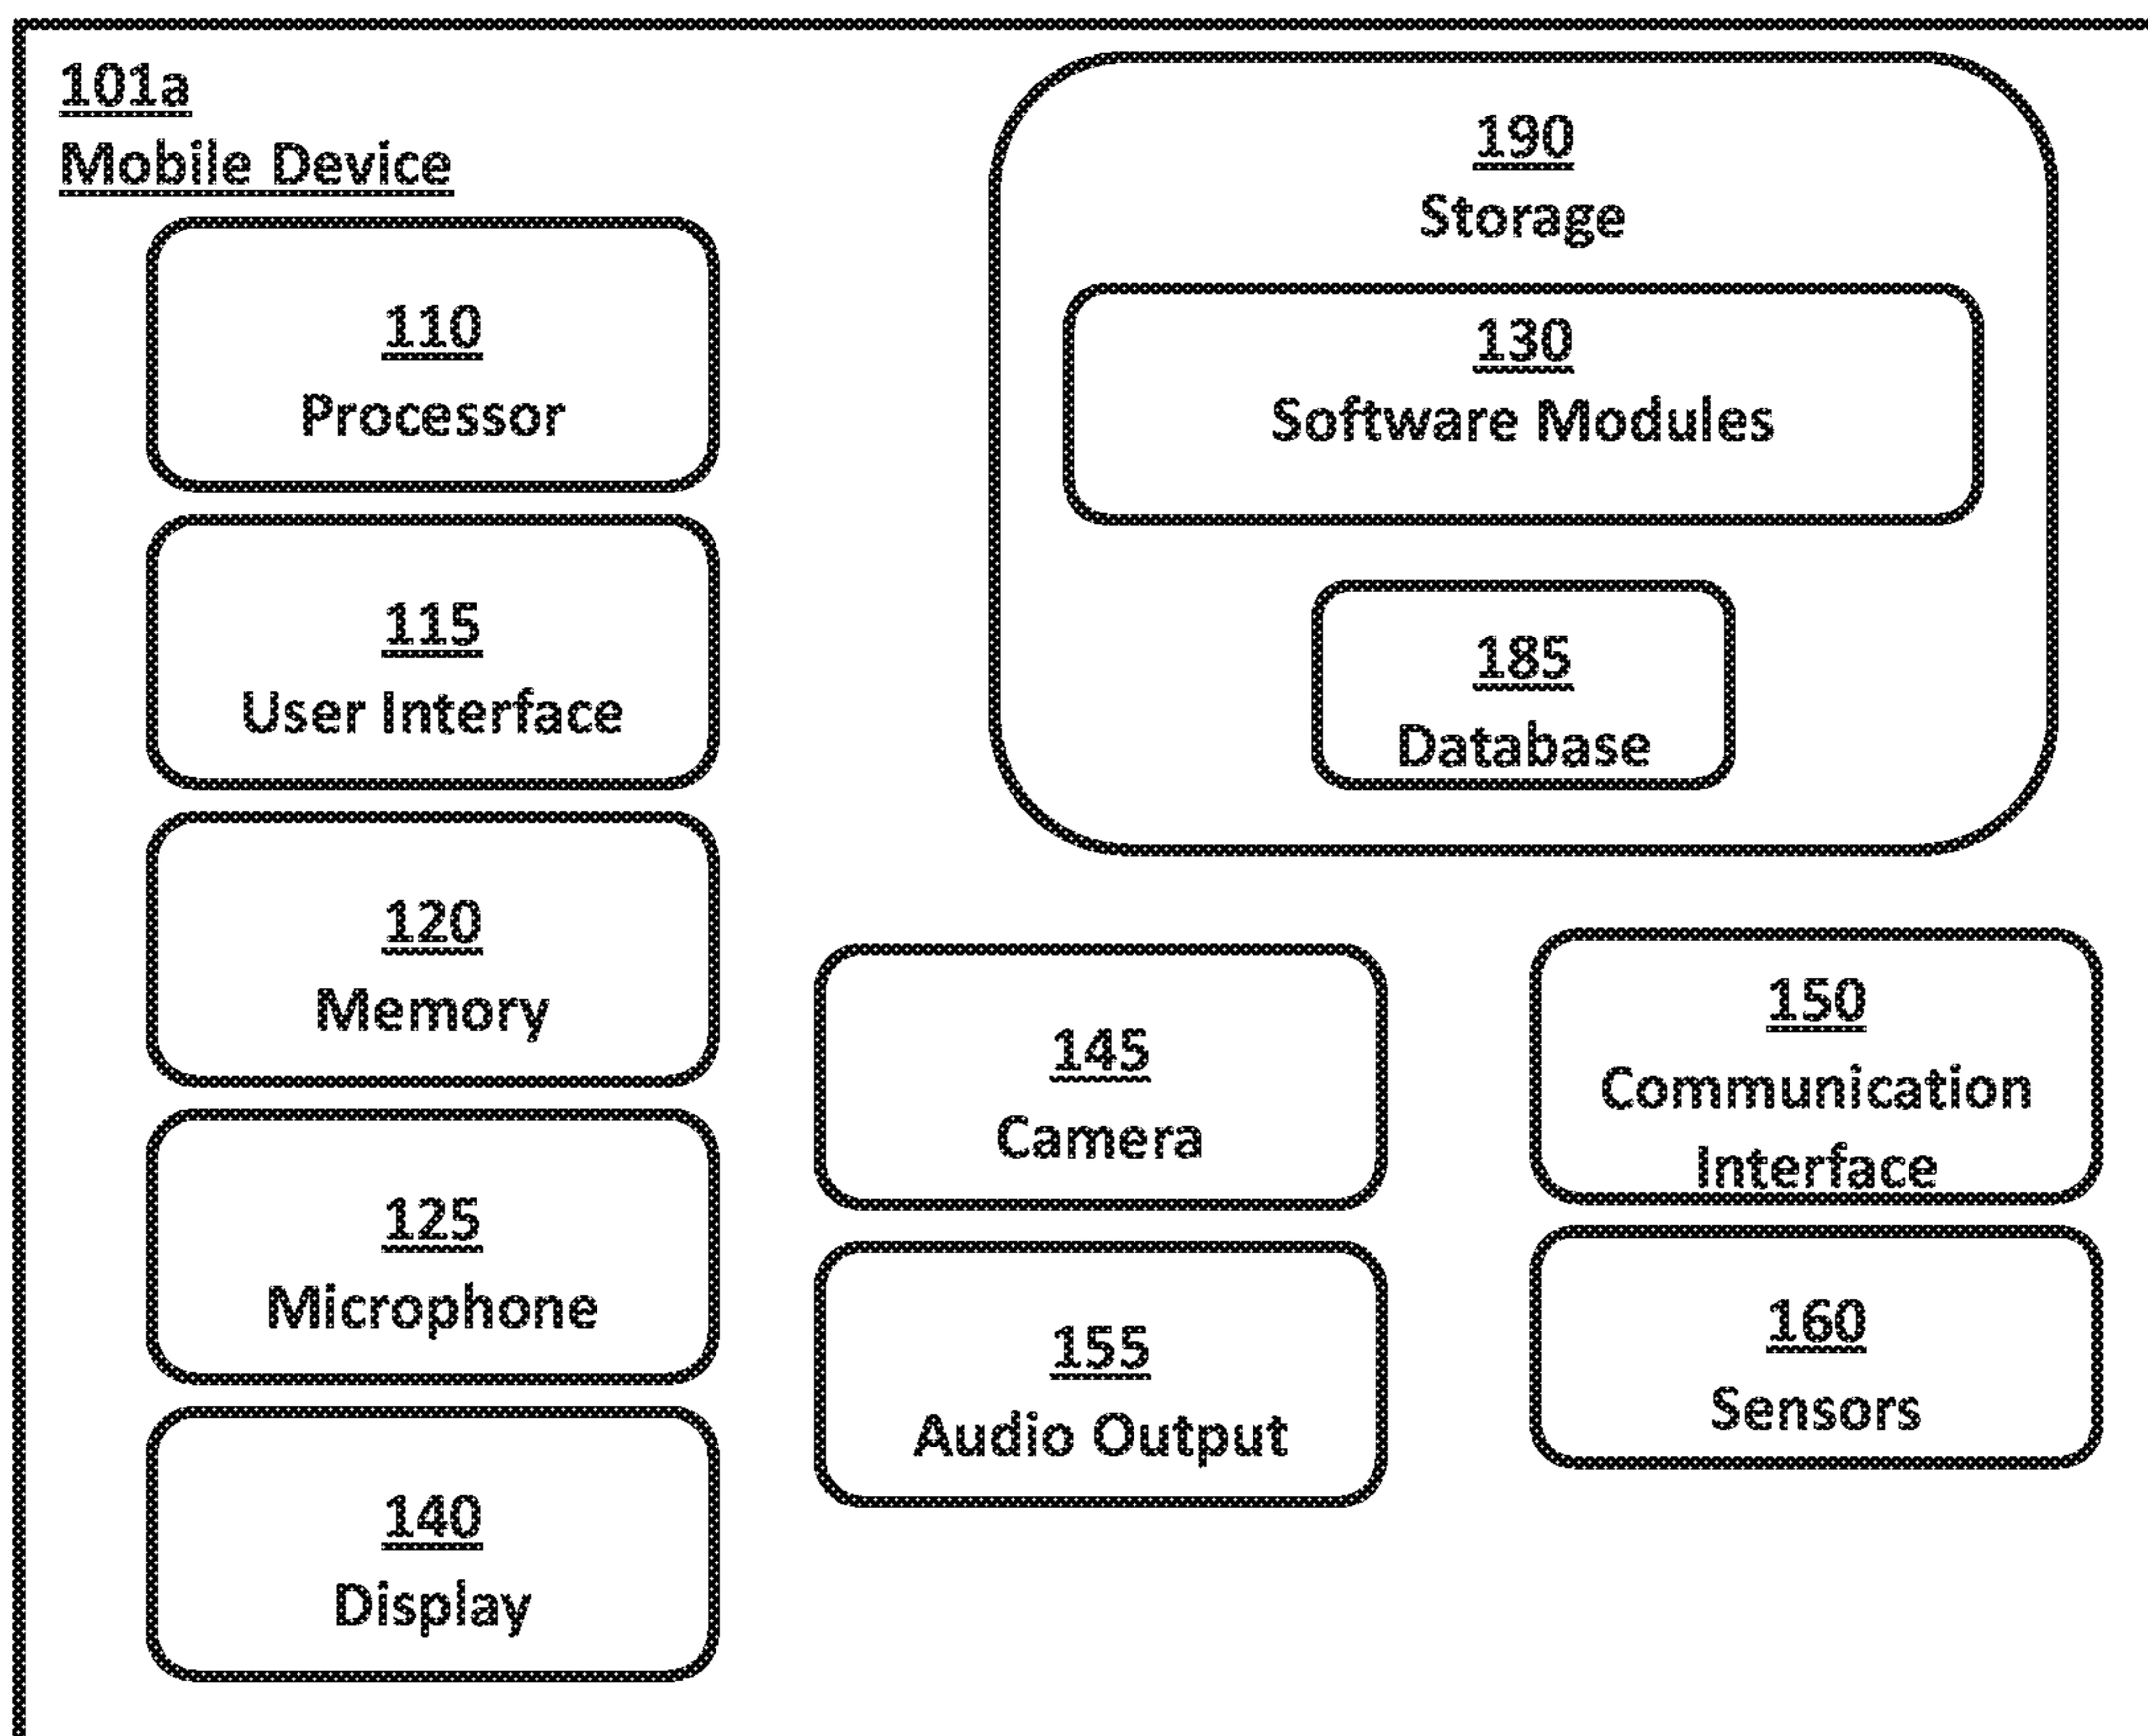 101a
Mobile Device
110
Processor
115
User Interface
120
Memory
125
Microphone
140
Display
190
Storage
130
Software Modules
185
Database
145
Camera
155
Audio Output
150
Communication
Interface
160
Sensors